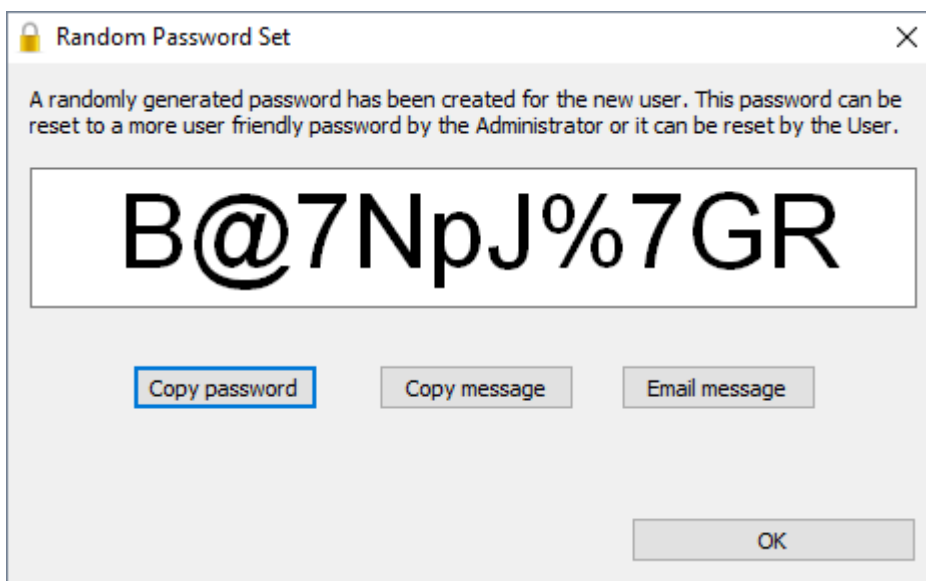 Random Password Set
A randomly generated password has been created for the new user. This password can be
reset to a more user friendly password by the Administrator or it can be reset by the User.
B@7NpJ%7GR
Copy password
Copy message
Email message
OK